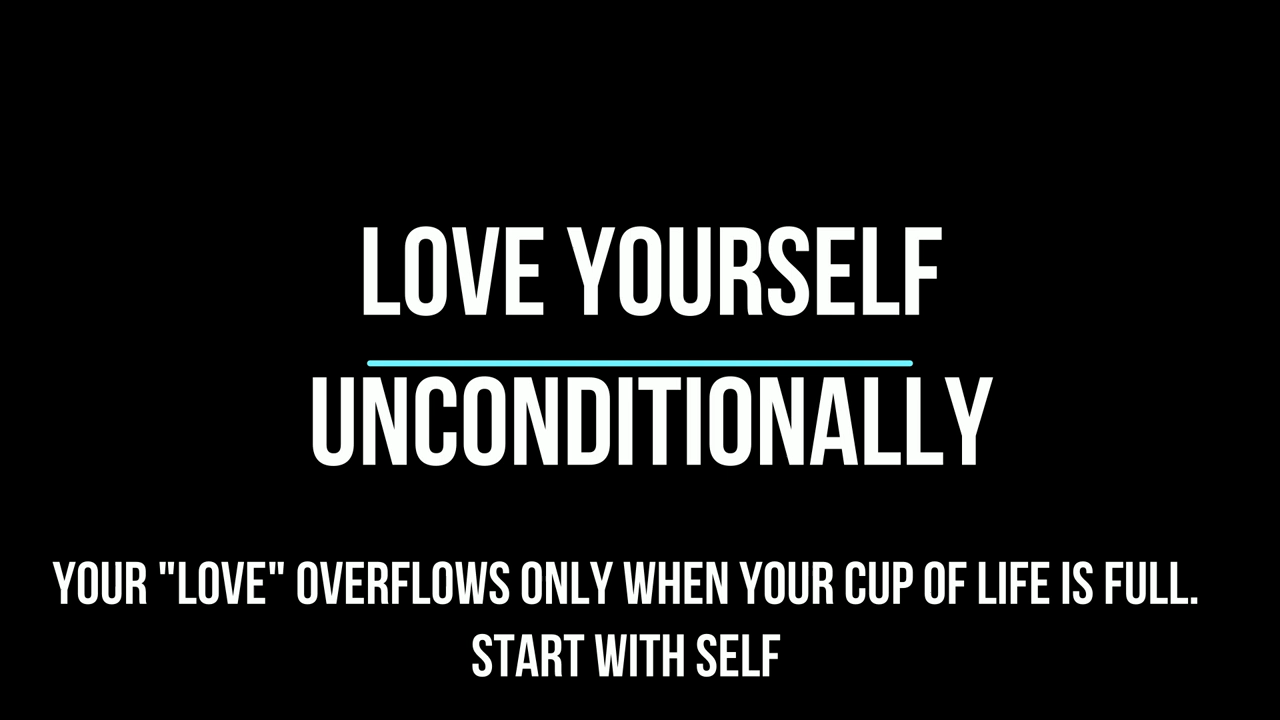 LOVE YOURSELF
UNCONDITIONALLY
YOUR "LOVE" OVERFLOWS ONLY WHEN YOUR CUP OF LIFE IS FULL.
START WITH SELF